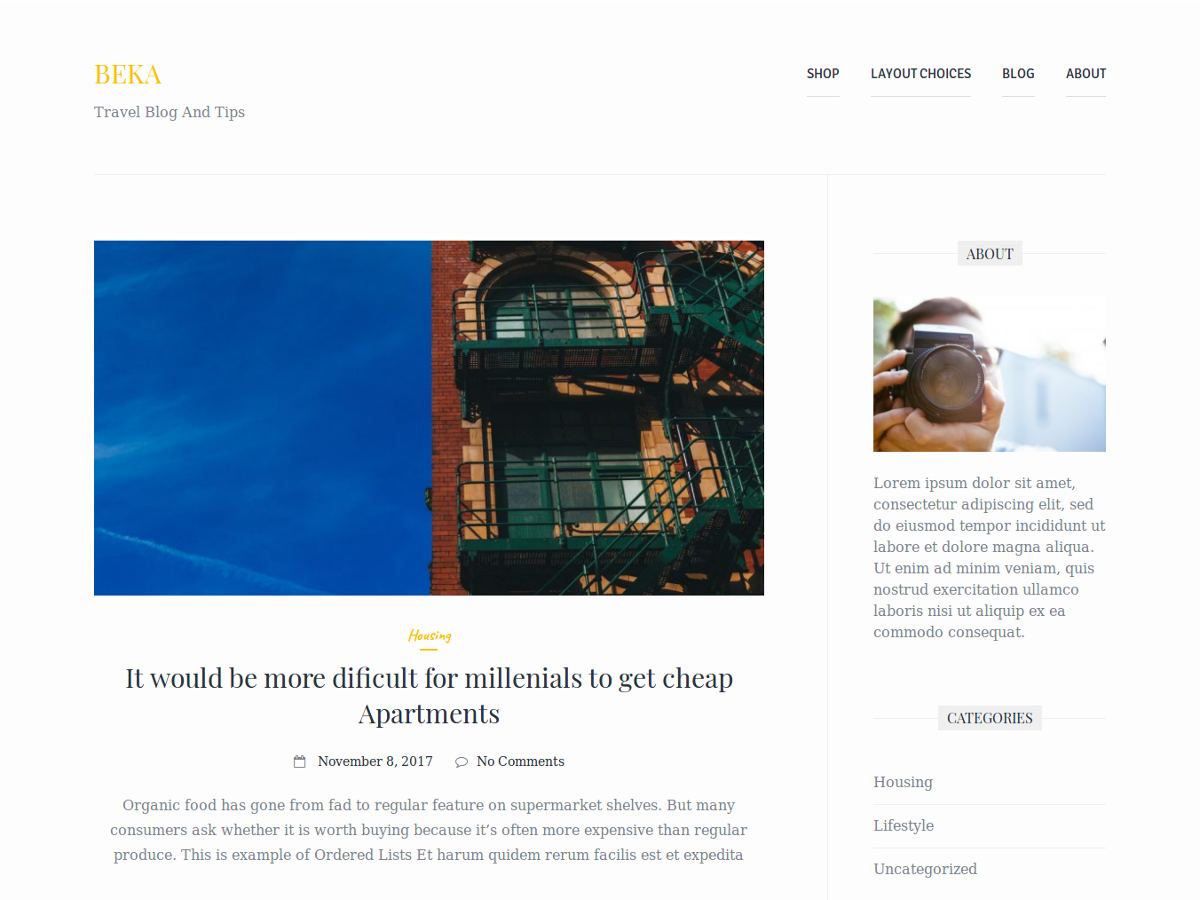 BEKA
Travel Blog And Tips
SHOP LAYOUT CHOICES BLOG ABOUT
Housing
It would be more dificult for millenials to get cheap
Apartments
November 8, 2017 No Comments
Organic food has gone from fad to regular feature on supermarket shelves. But many
consumers ask whether it is worth buying because it’s often more expensive than regular
produce. This is example of Ordered Lists Et harum quidem rerum facilis est et expedita
ABOUT
Lorem ipsum dolor sit amet,
consectetur adipiscing elit, sed
do eiusmod tempor incididunt ut
labore et dolore magna aliqua.
Ut enim ad minim veniam, quis
nostrud exercitation ullamco
laboris nisi ut aliquip ex ea
commodo consequat.
CATEGORIES
Housing
Lifestyle
Uncategorized